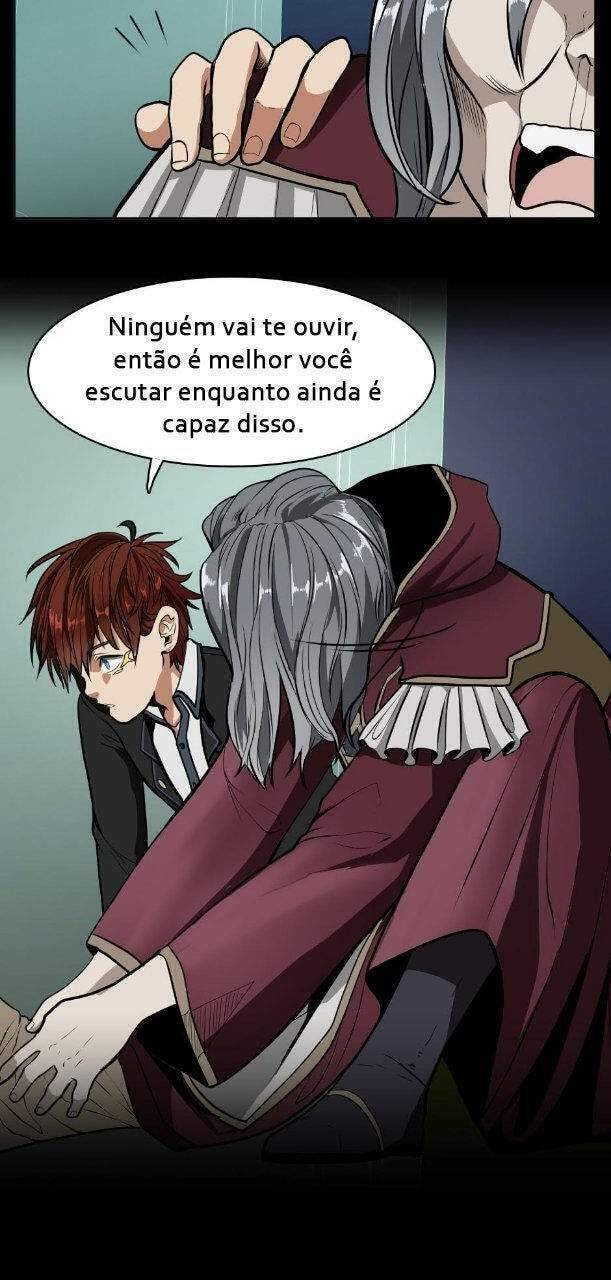 Ninguém vai te ouvir,
então é melhor você
escutar enquanto ainda é
capaz disso.